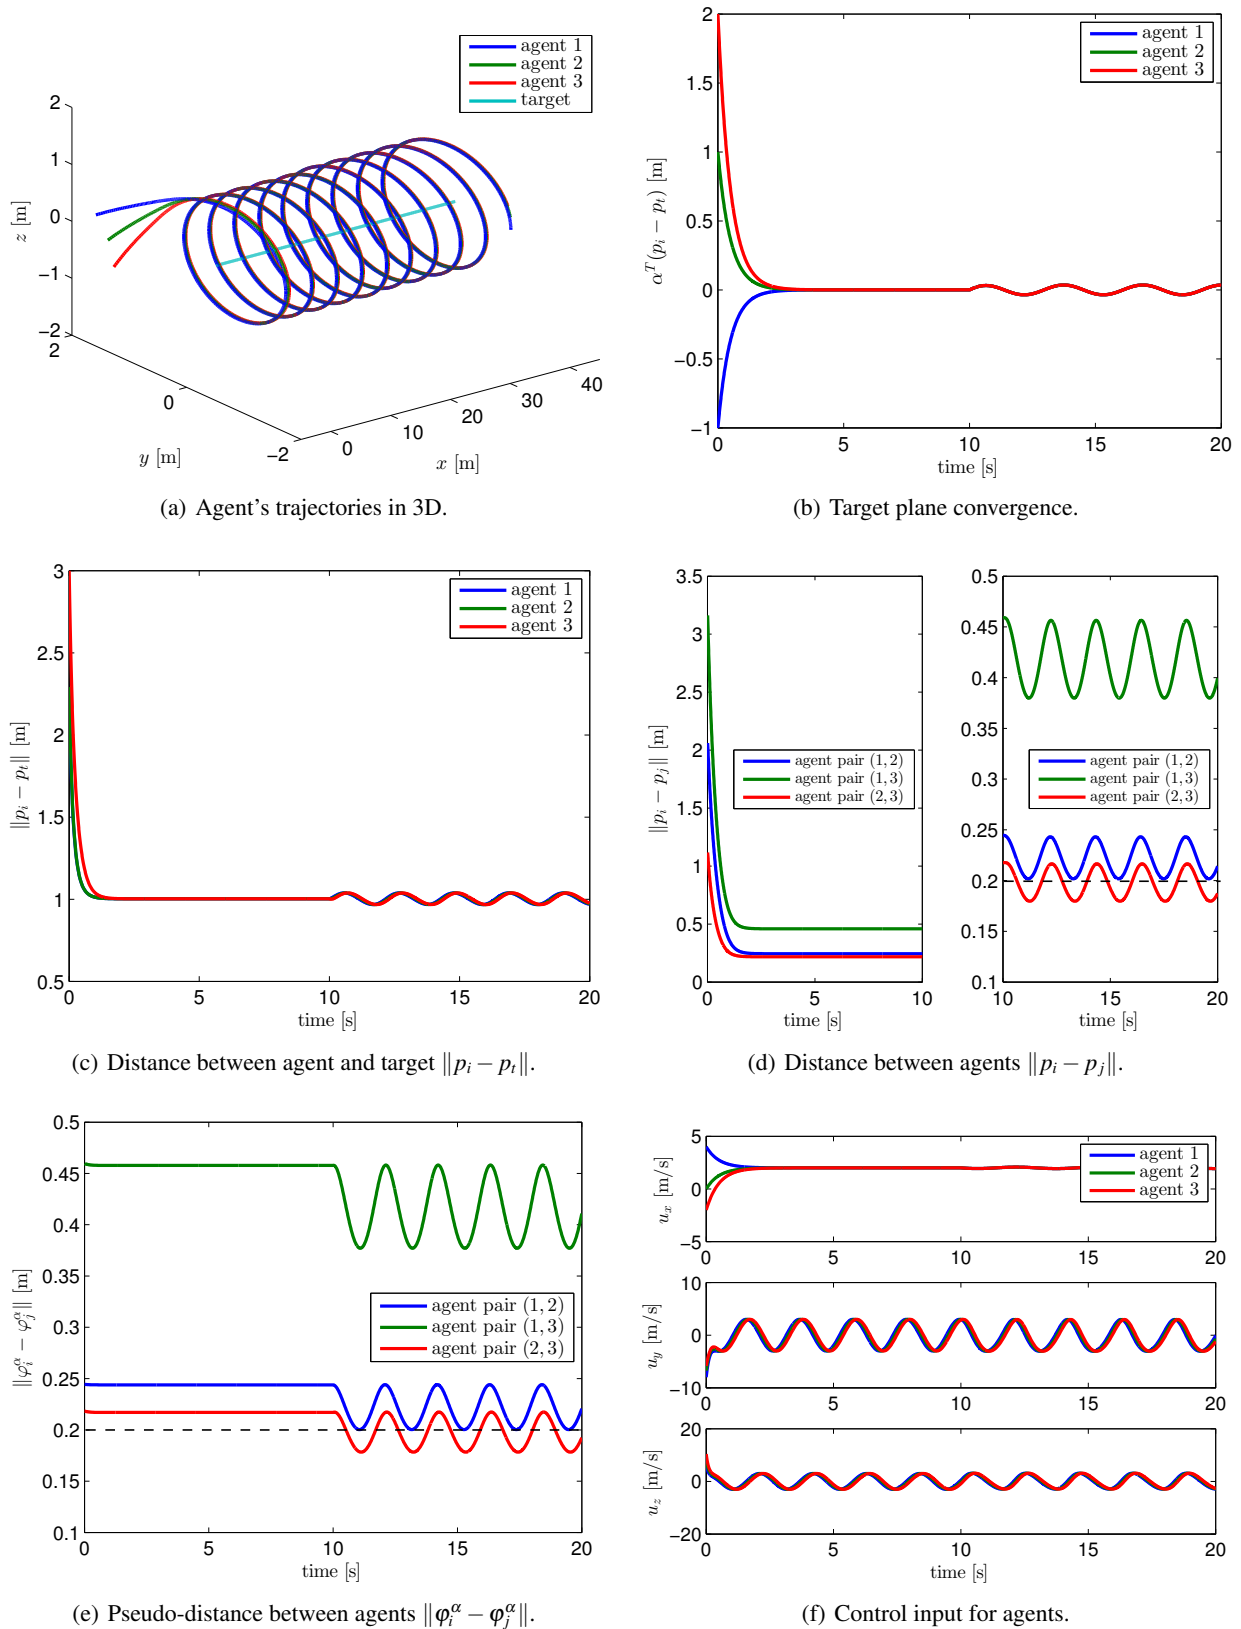 agent 1
agent 2
agent 3
target
2
1
0
−1
−2
z [m]
2
0
−2
y [m]
0
10
20
30
40
x [m]
(a) Agent's trajectories in 3D.
agent 1
agent 2
agent 3
2
1.5
1
0.5
0
−0.5
−1
α^T(p_i − p_t) [m]
0 5 10 15 20
time [s]
(b) Target plane convergence.
agent 1
agent 2
agent 3
3
2.5
2
1.5
1
0.5
||p_i − p_t|| [m]
0 5 10 15 20
time [s]
(c) Distance between agent and target ||p_i − p_t||.
3.5
3
2.5
2
1.5
1
0.5
0
||p_i − p_j|| [m]
agent pair (1, 2)
agent pair (1, 3)
agent pair (2, 3)
0 5 10
time [s]
0.5
0.45
0.4
0.35
0.3
0.25
0.2
0.15
0.1
agent pair (1, 2)
agent pair (1, 3)
agent pair (2, 3)
10 15 20
time [s]
(d) Distance between agents ||p_i − p_j||.
0.5
0.45
0.4
0.35
0.3
0.25
0.2
0.15
0.1
||φ_i^α − φ_j^α|| [m]
agent pair (1, 2)
agent pair (1, 3)
agent pair (2, 3)
0 5 10 15 20
time [s]
(e) Pseudo-distance between agents ||φ_i^α − φ_j^α||.
agent 1
agent 2
agent 3
5
0
−5
u_x [m/s]
0 5 10 15 20
10
0
−10
u_y [m/s]
0 5 10 15 20
20
0
−20
u_z [m/s]
0 5 10 15 20
time [s]
(f) Control input for agents.